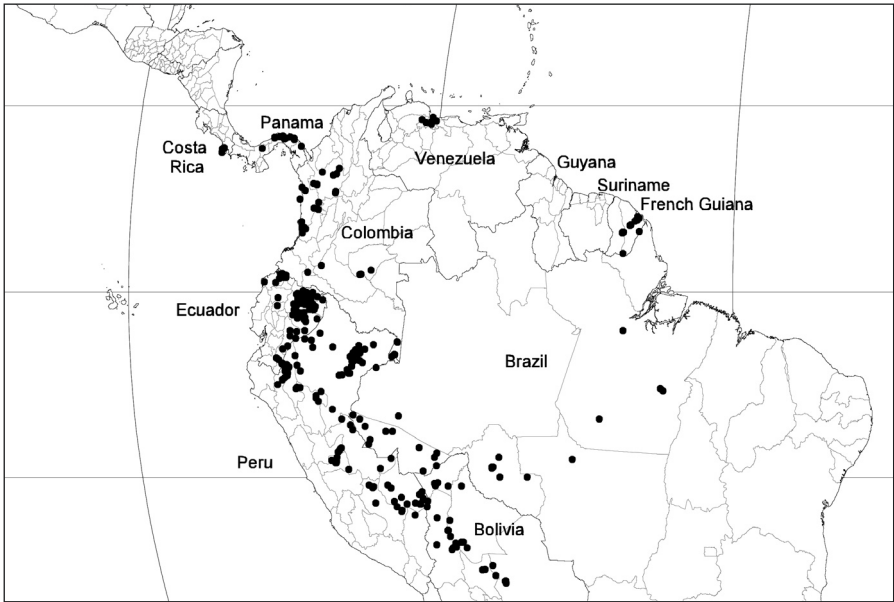 Panama
Costa
Rica
Venezuela
Guyana
Suriname
French Guiana
Colombia
Ecuador
Brazil
Peru
Bolivia